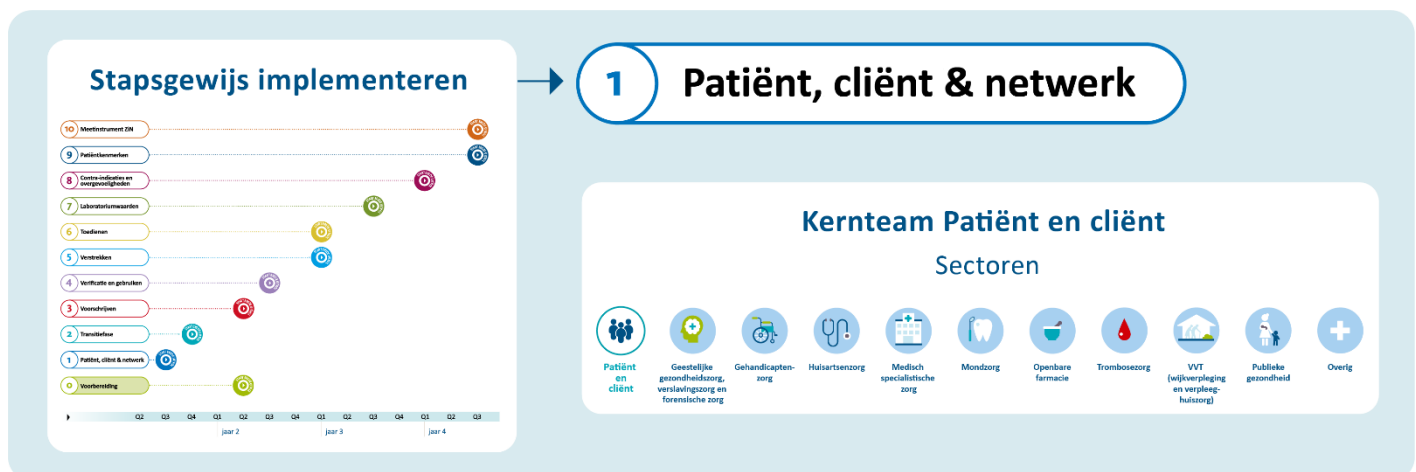 Stapsgewijs implementeren
10 Meetinstrument ZiN
9 Patiëntkenmerken
8 Contra-indicaties en
overgevoeligheden
7 Laboratoriumwaarden
6 Toedienen
5 Verstrekken
4 Verificatie en gebruiken
3 Voorschrijven
2 Transitiefase
1 Patiënt, cliënt & netwerk
0 Voorbereiding
Q2 Q3 Q4 Q1 Q2 Q3 Q4 Q1 Q2 Q3 Q4 Q1 Q2 Q3
jaar 2 jaar 3 jaar 4
1 Patiënt, cliënt & netwerk
Kernteam Patiënt en cliënt
Sectoren
Patiënt
en
cliënt
Geestelijke
gezondheidszorg,
verslavingszorg en
forensische zorg
Gehandicapten-
zorg
Huisartsenzorg
Medisch
specialistische
zorg
Mondzorg
Openbare
farmacie
Trombosezorg
VVT
(wijkverpleging
en verpleeg-
huiszorg)
Publieke
gezondheid
Overig